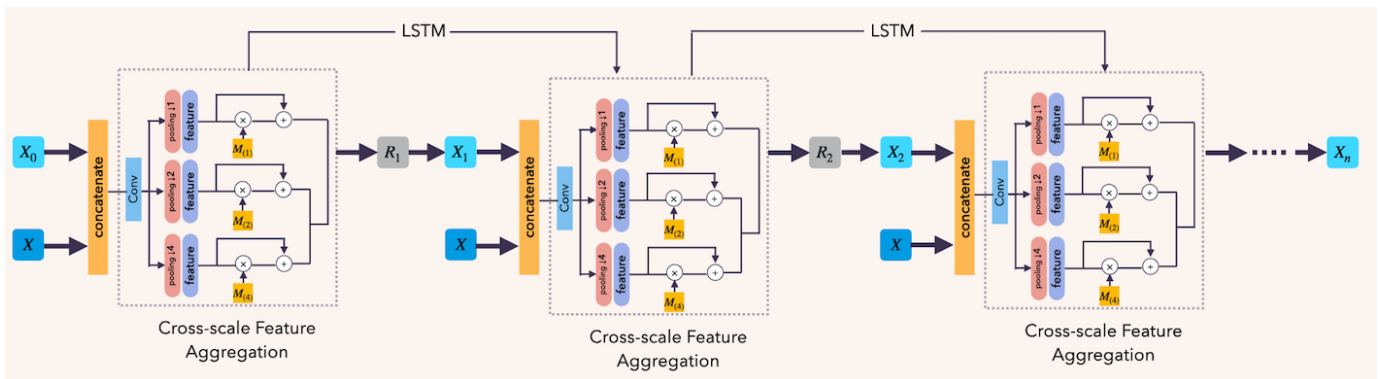 LSTM
LSTM
X₀
X
concatenate
Conv
pooling↓1
feature
×
+
M₍₁₎
pooling↓2
feature
×
+
M₍₂₎
pooling↓4
feature
×
+
M₍₄₎
Cross-scale Feature
Aggregation
R₁
X₁
X
concatenate
Conv
pooling↓1
feature
×
+
M₍₁₎
pooling↓2
feature
×
+
M₍₂₎
pooling↓4
feature
×
+
M₍₄₎
Cross-scale Feature
Aggregation
R₂
X₂
X
concatenate
Conv
pooling↓1
feature
×
+
M₍₁₎
pooling↓2
feature
×
+
M₍₂₎
pooling↓4
feature
×
+
M₍₄₎
Cross-scale Feature
Aggregation
Xₙ